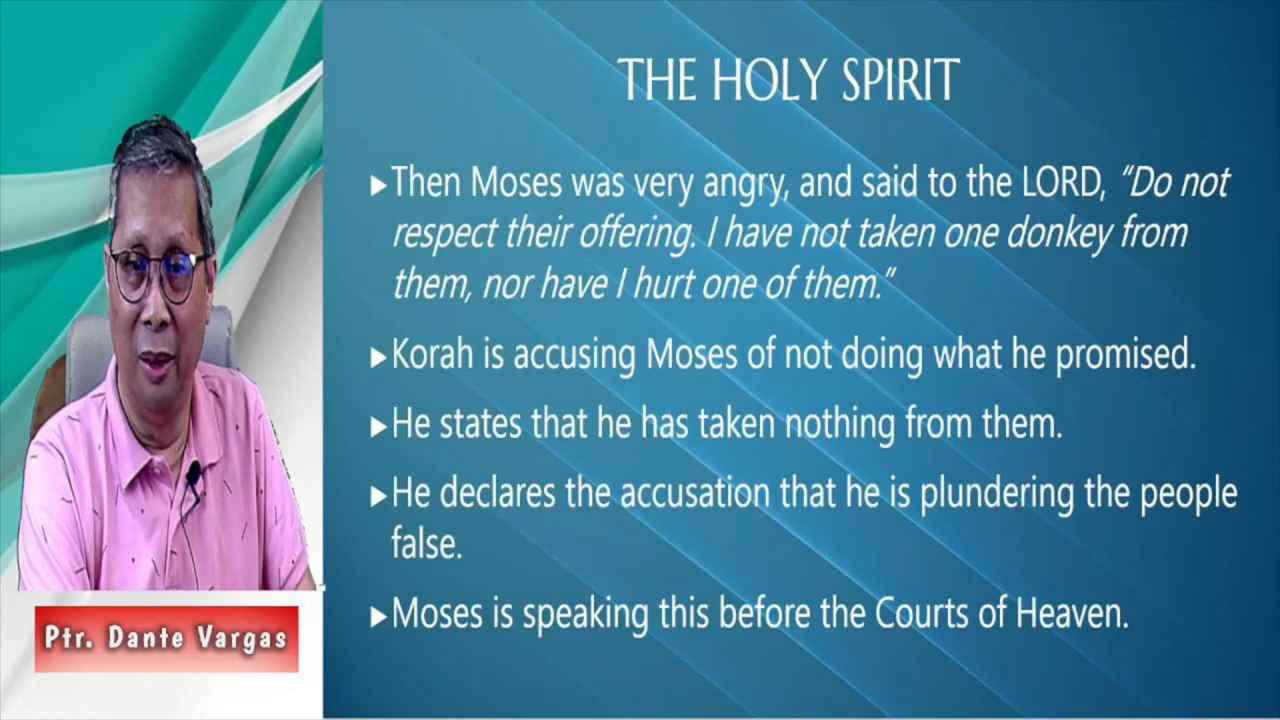 THE HOLY SPIRIT
▶Then Moses was very angry, and said to the LORD, “Do not
respect their offering. I have not taken one donkey from
them, nor have I hurt one of them.”
▶Korah is accusing Moses of not doing what he promised.
▶He states that he has taken nothing from them.
▶He declares the accusation that he is plundering the people
false.
▶Moses is speaking this before the Courts of Heaven.
Ptr. Dante Vargas